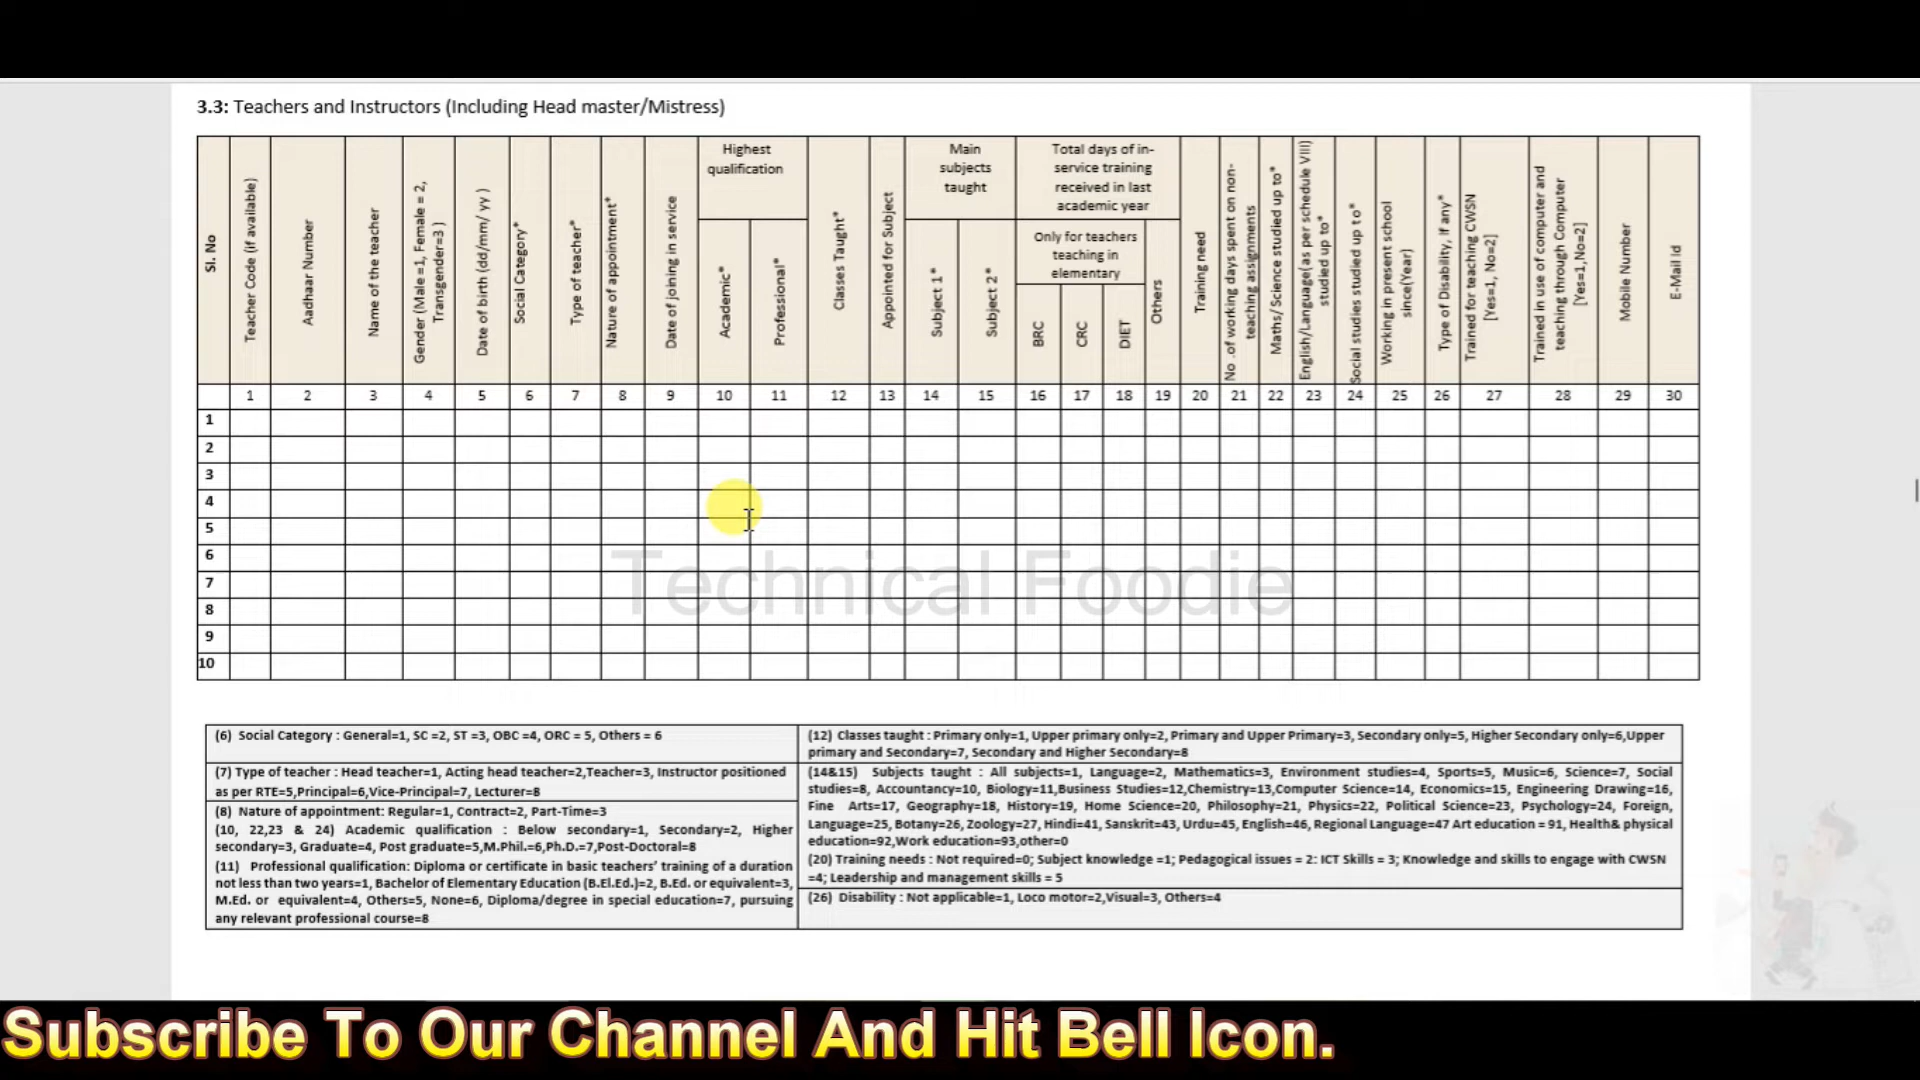 3.3: Teachers and Instructors (Including Head master/Mistress)
Sl. No
Teacher Code (if available)
Aadhaar Number
Name of the teacher
Gender (Male =1, Female = 2,
Transgender=3 )
Date of birth (dd/mm/ yy )
Social Category*
Type of teacher*
Nature of appointment*
Date of joining in service
Highest
qualification
Academic*
Professional*
Classes Taught*
Appointed for Subject
Main
subjects
taught
Subject 1*
Subject 2*
Total days of in-
service training
received in last
academic year
Only for teachers
teaching in
elementary
BRC
CRC
DIET
Others
Training need
No .of working days spent on non-
teaching assignments
Maths/ Science studied up to*
English/Language(as per schedule VIII)
studied up to*
Social studies studied up to*
Working in present school
since(Year)
Type of Disability, if any*
Trained for teaching CWSN
[Yes=1, No=2]
Trained in use of computer and
teaching through Computer
[Yes=1,No=2]
Mobile Number
E-Mail Id
1 2 3 4 5 6 7 8 9 10 11 12 13 14 15 16 17 18 19 20 21 22 23 24 25 26 27 28 29 30
1
2
3
4
5
6
7
8
9
10
Technical Foodie
(6) Social Category : General=1, SC =2, ST =3, OBC =4, ORC = 5, Others = 6
(7) Type of teacher : Head teacher=1, Acting head teacher=2,Teacher=3, Instructor positioned
as per RTE=5,Principal=6,Vice-Principal=7, Lecturer=8
(8) Nature of appointment: Regular=1, Contract=2, Part-Time=3
(10, 22,23 & 24) Academic qualification : Below secondary=1, Secondary=2, Higher
secondary=3, Graduate=4, Post graduate=5,M.Phil.=6,Ph.D.=7,Post-Doctoral=8
(11) Professional qualification: Diploma or certificate in basic teachers' training of a duration
not less than two years=1, Bachelor of Elementary Education (B.El.Ed.)=2, B.Ed. or equivalent=3,
M.Ed. or equivalent=4, Others=5, None=6, Diploma/degree in special education=7, pursuing
any relevant professional course=8
(12) Classes taught : Primary only=1, Upper primary only=2, Primary and Upper Primary=3, Secondary only=5, Higher Secondary only=6,Upper
primary and Secondary=7, Secondary and Higher Secondary=8
(14&15) Subjects taught : All subjects=1, Language=2, Mathematics=3, Environment studies=4, Sports=5, Music=6, Science=7, Social
studies=8, Accountancy=10, Biology=11,Business Studies=12,Chemistry=13,Computer Science=14, Economics=15, Engineering Drawing=16,
Fine Arts=17, Geography=18, History=19, Home Science=20, Philosophy=21, Physics=22, Political Science=23, Psychology=24, Foreign,
Language=25, Botany=26, Zoology=27, Hindi=41, Sanskrit=43, Urdu=45, English=46, Regional Language=47 Art education = 91, Health& physical
education=92,Work education=93,other=0
(20) Training needs : Not required=0; Subject knowledge =1; Pedagogical issues = 2: ICT Skills = 3; Knowledge and skills to engage with CWSN
=4; Leadership and management skills = 5
(26) Disability : Not applicable=1, Loco motor=2,Visual=3, Others=4
Subscribe To Our Channel And Hit Bell Icon.